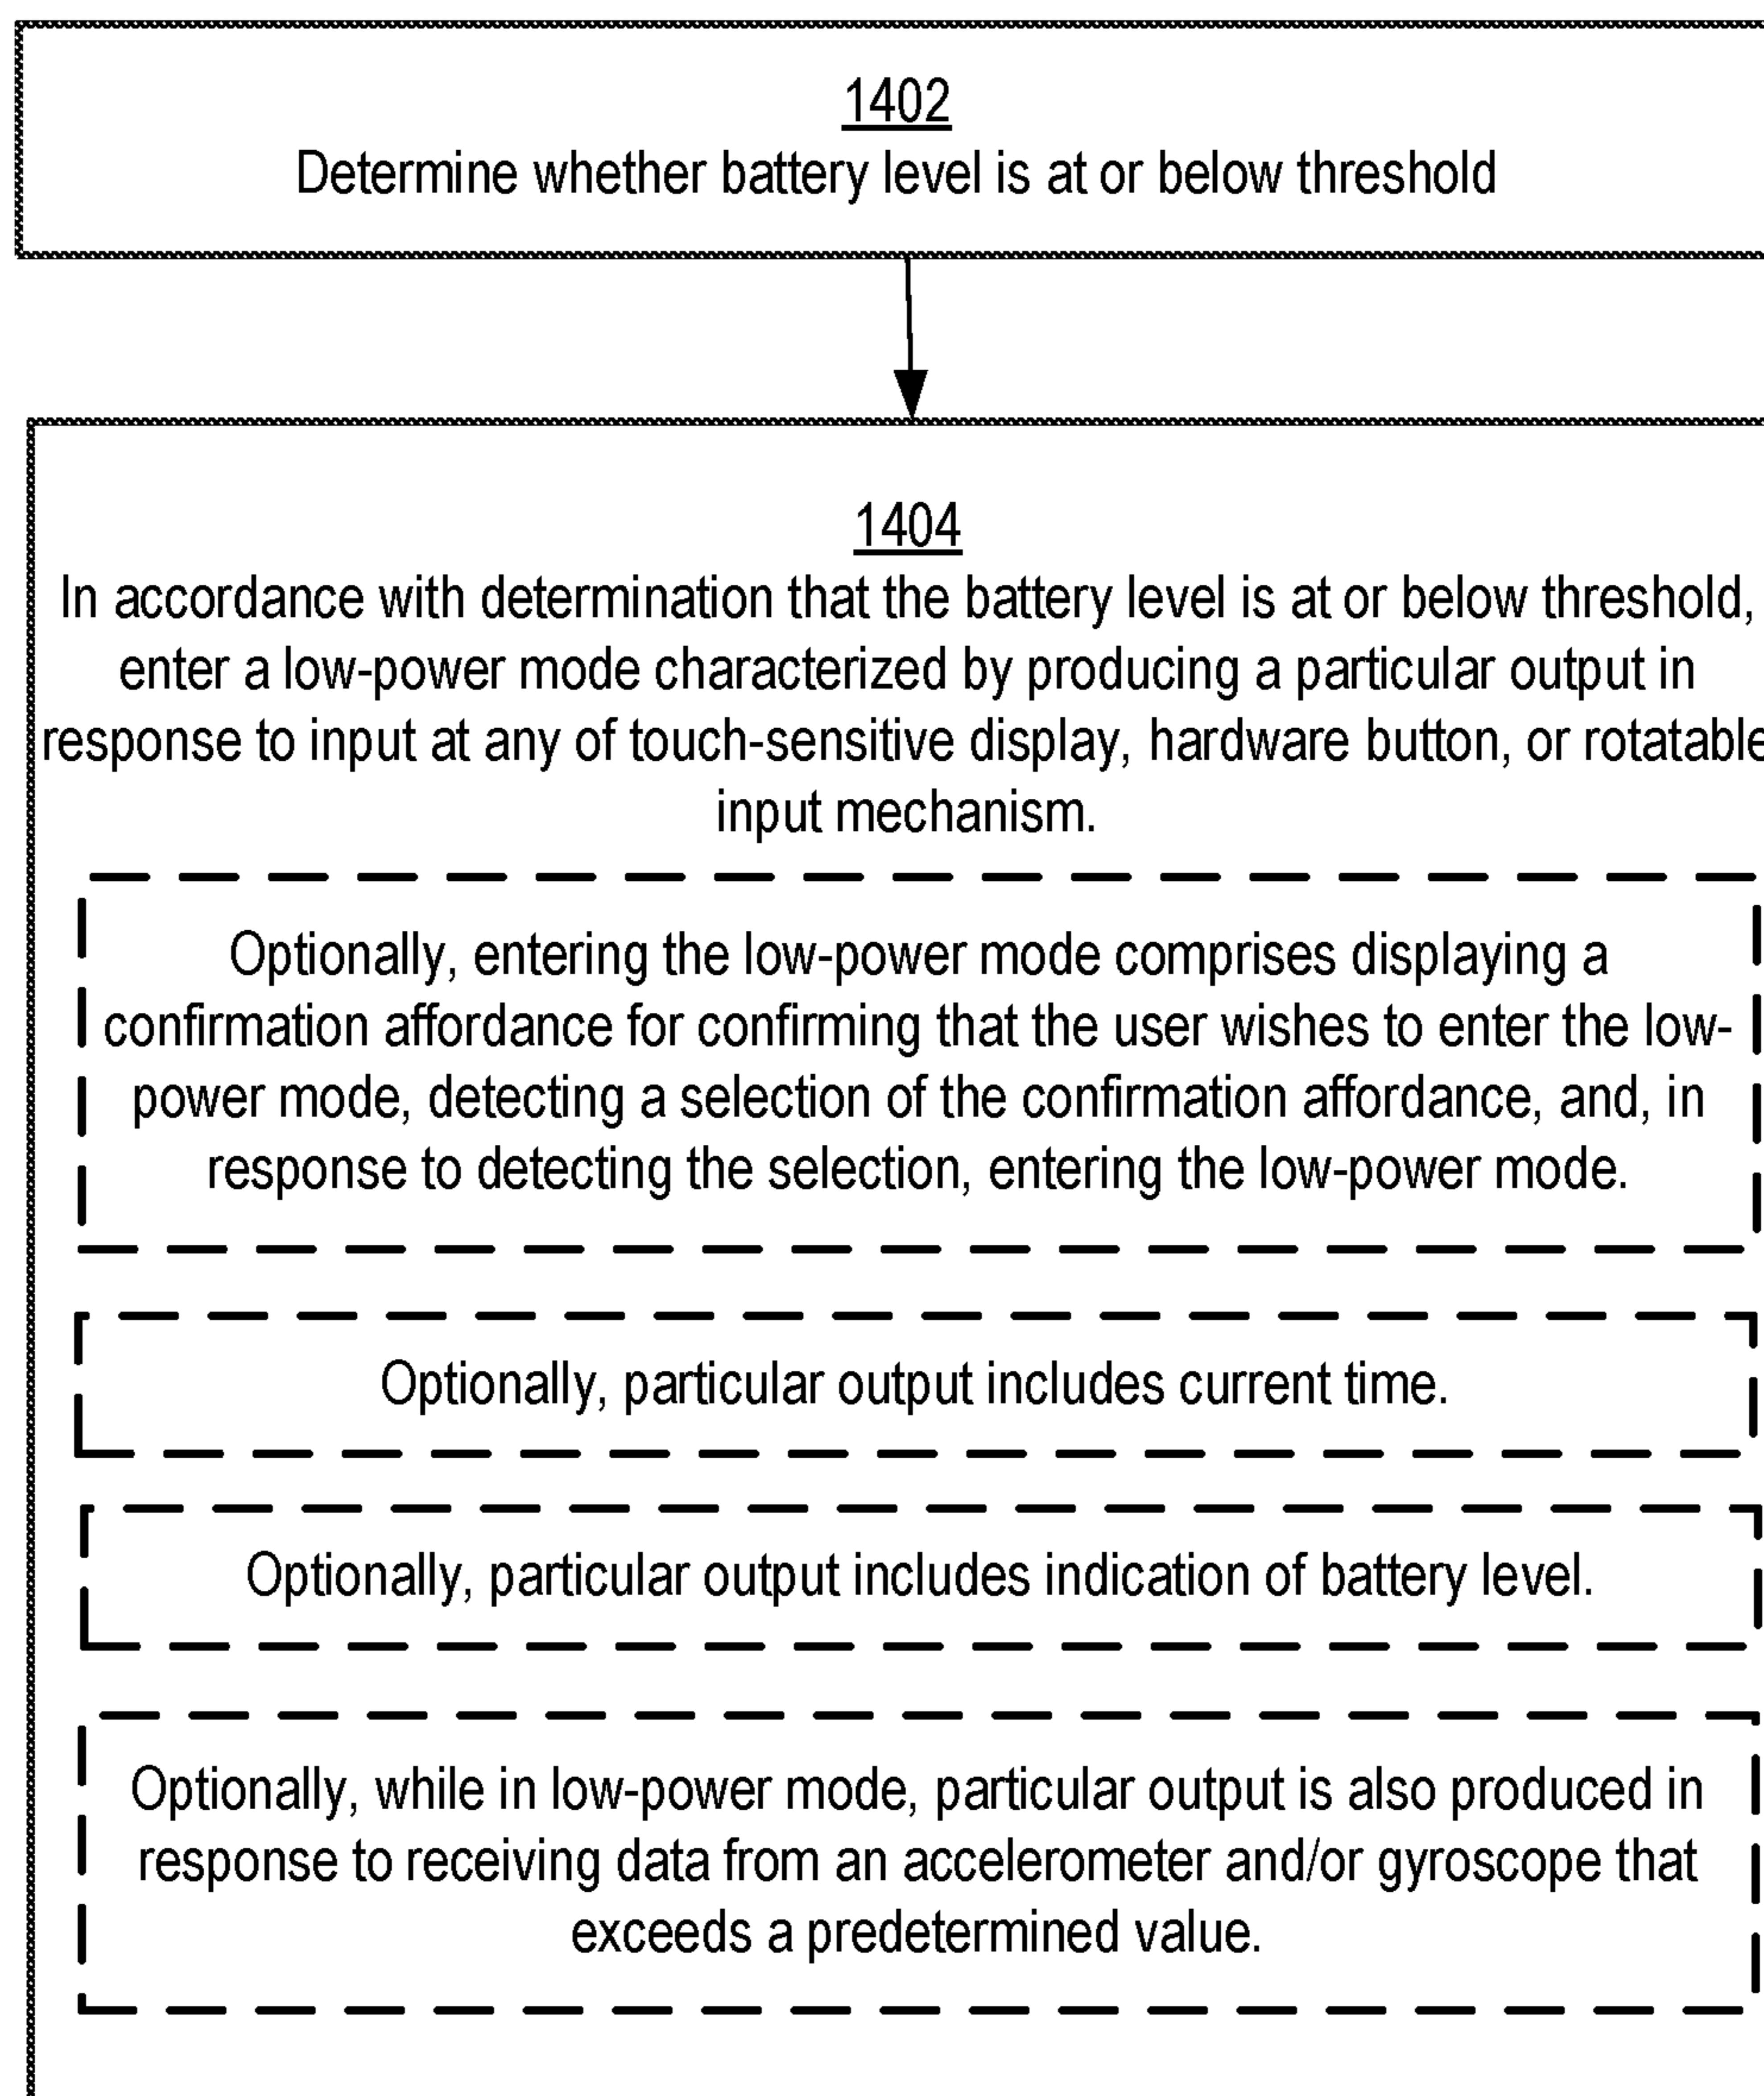 1402
Determine whether battery level is at or below threshold
1404
In accordance with determination that the battery level is at or below threshold,
enter a low-power mode characterized by producing a particular output in
response to input at any of touch-sensitive display, hardware button, or rotatable
input mechanism.
Optionally, entering the low-power mode comprises displaying a
confirmation affordance for confirming that the user wishes to enter the low-
power mode, detecting a selection of the confirmation affordance, and, in
response to detecting the selection, entering the low-power mode.
Optionally, particular output includes current time.
Optionally, particular output includes indication of battery level.
Optionally, while in low-power mode, particular output is also produced in
response to receiving data from an accelerometer and/or gyroscope that
exceeds a predetermined value.